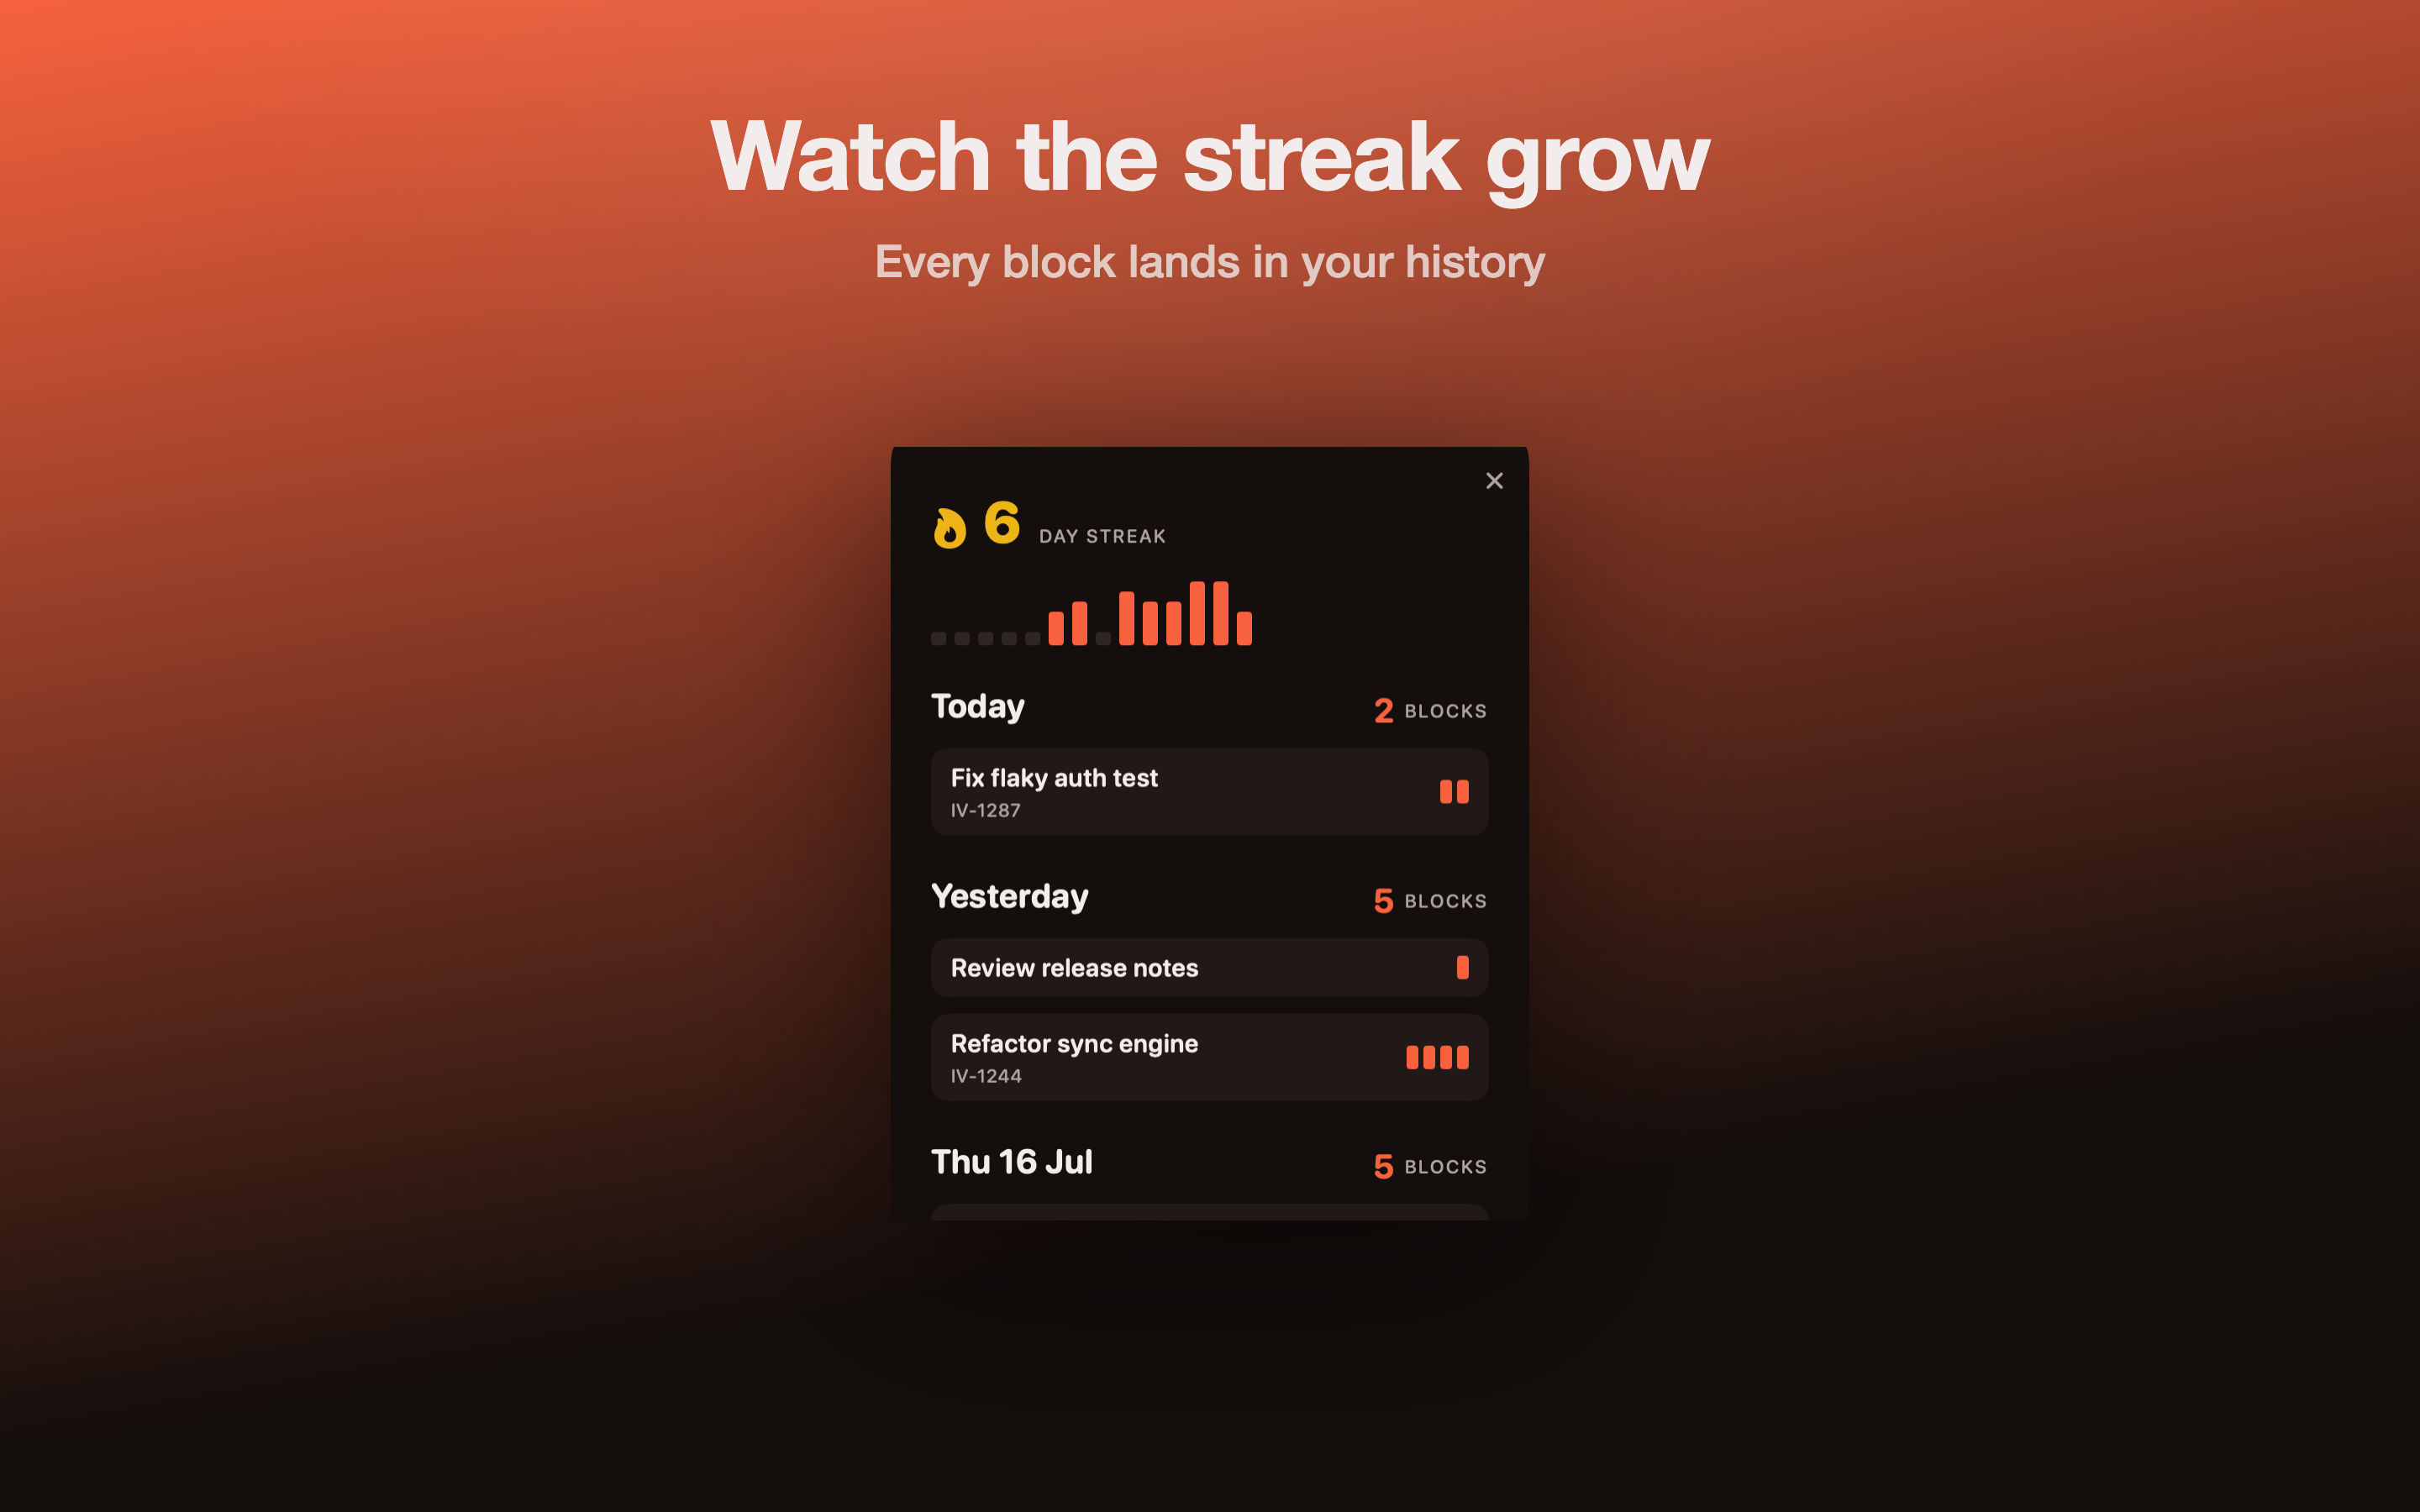 Watch the streak grow
Every block lands in your history
6 DAY STREAK
Today 2 BLOCKS
Fix flaky auth test
IV-1287
Yesterday 5 BLOCKS
Review release notes
Refactor sync engine
IV-1244
Thu 16 Jul 5 BLOCKS